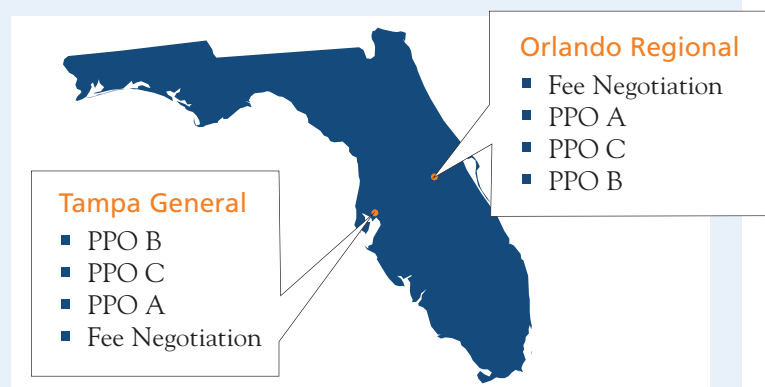 Orlando Regional
Fee Negotiation
PPO A
PPO C
PPO B
Tampa General
PPO B
PPO C
PPO A
Fee Negotiation